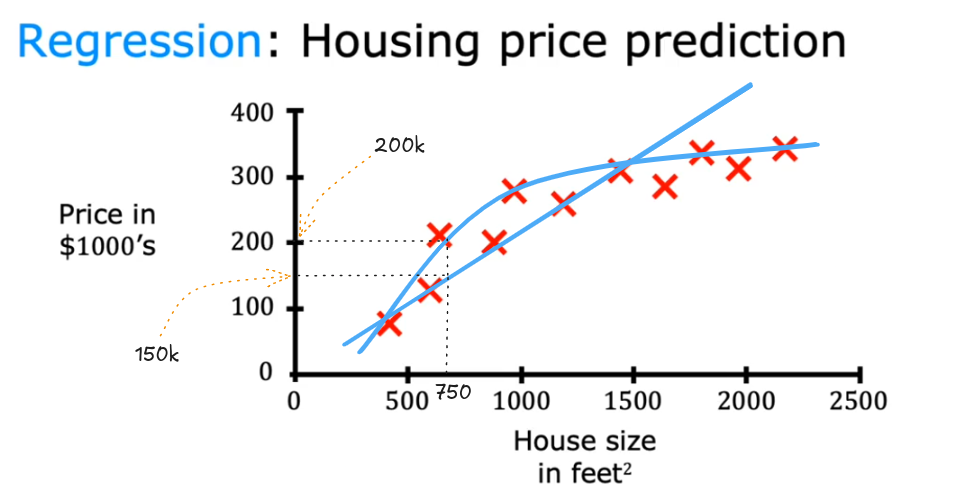 Regression: Housing price prediction
400
200k
300
Price in
$1000's
200
100
150k
0
0 500 750 1000 1500 2000 2500
House size
in feet²